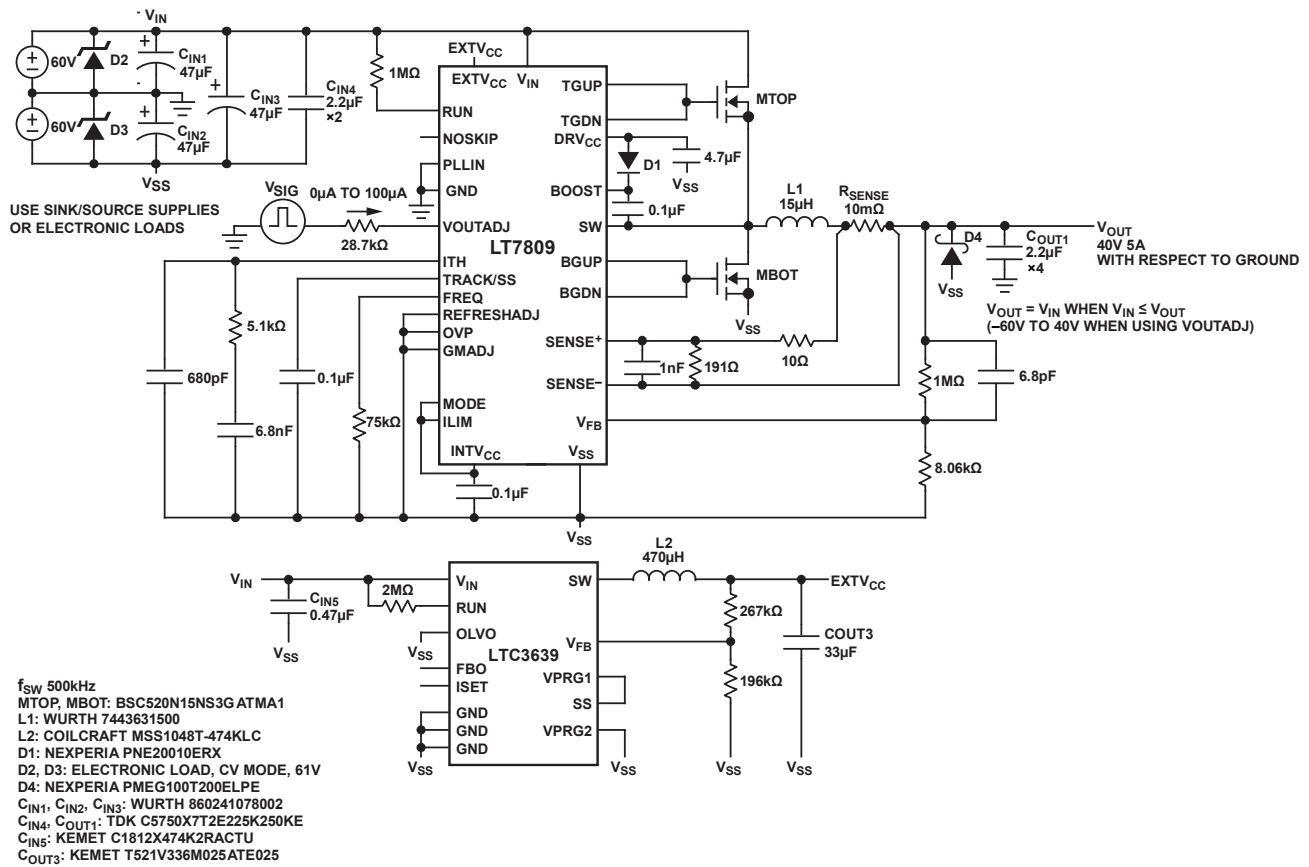 VIN
60V
D2
CIN1
47µF
60V
D3
CIN2
47µF
CIN3
47µF
CIN4
2.2µF
×2
VSS
USE SINK/SOURCE SUPPLIES
OR ELECTRONIC LOADS
VSIG
0µA TO 100µA
28.7kΩ
1MΩ
EXTVCC
EXTVCC
VIN
RUN
NOSKIP
PLLIN
GND
VOUTADJ
LT7809
ITH
TRACK/SS
FREQ
REFRESHADJ
OVP
GMADJ
MODE
ILIM
INTVCC
VSS
TGUP
TGDN
DRVCC
BOOST
SW
BGUP
BGDN
SENSE+
SENSE–
VFB
MTOP
D1
4.7µF
VSS
0.1µF
L1
15µH
RSENSE
10mΩ
MBOT
VSS
D4
VSS
COUT1
2.2µF
×4
VOUT
40V 5A
WITH RESPECT TO GROUND
VOUT = VIN WHEN VIN ≤ VOUT
(–60V TO 40V WHEN USING VOUTADJ)
1nF
191Ω
10Ω
1MΩ
6.8pF
8.06kΩ
680pF
5.1kΩ
6.8nF
0.1µF
75kΩ
0.1µF
VSS
VIN
CIN5
0.47µF
VSS
2MΩ
VIN
RUN
OLVO
VSS
FBO
ISET
GND
GND
GND
VSS
LTC3639
SW
VFB
VPRG1
SS
VPRG2
VSS
L2
470µH
EXTVCC
267kΩ
196kΩ
VSS
COUT3
33µF
VSS
fSW 500kHz
MTOP, MBOT: BSC520N15NS3G ATMA1
L1: WURTH 7443631500
L2: COILCRAFT MSS1048T-474KLC
D1: NEXPERIA PNE20010ERX
D2, D3: ELECTRONIC LOAD, CV MODE, 61V
D4: NEXPERIA PMEG100T200ELPE
CIN1, CIN2, CIN3: WURTH 860241078002
CIN4, COUT1: TDK C5750X7T2E225K250KE
CIN5: KEMET C1812X474K2RACTU
COUT3: KEMET T521V336M025ATE025